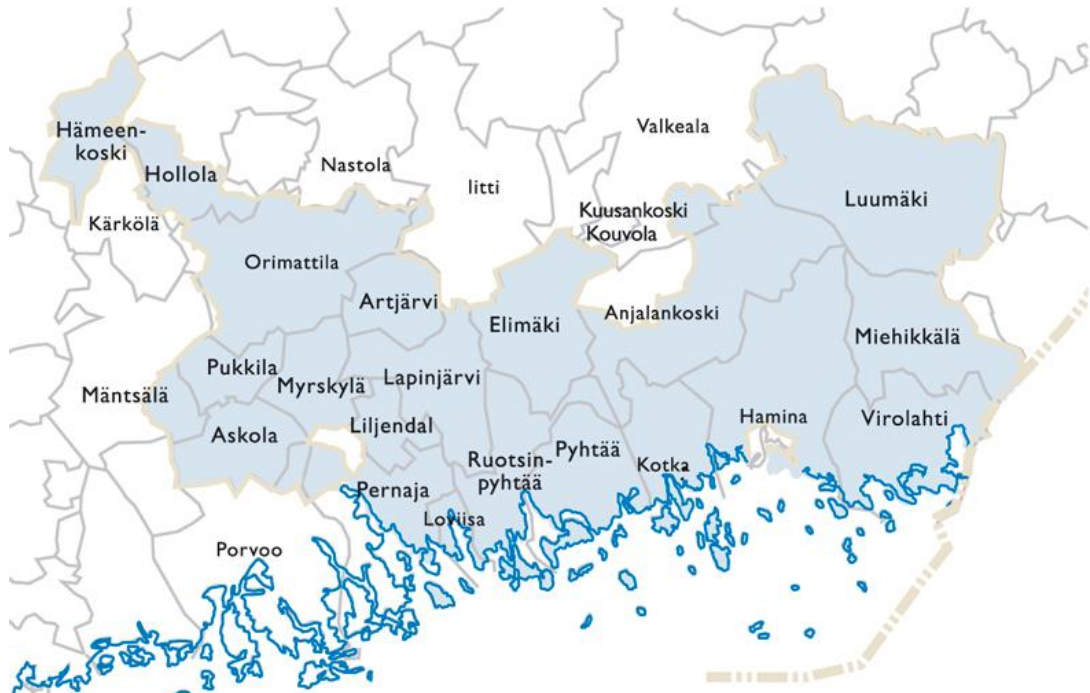 Hämeen-
koski
Hollola
Nastola
Valkeala
Iitti
Kärkölä
Kuusankoski
Kouvola
Luumäki
Orimattila
Artjärvi
Elimäki
Anjalankoski
Miehikkälä
Pukkila
Myrskylä
Lapinjärvi
Mäntsälä
Askola
Liljendal
Hamina
Virolahti
Ruotsin-
pyhtää
Pyhtää
Kotka
Pernaja
Loviisa
Porvoo